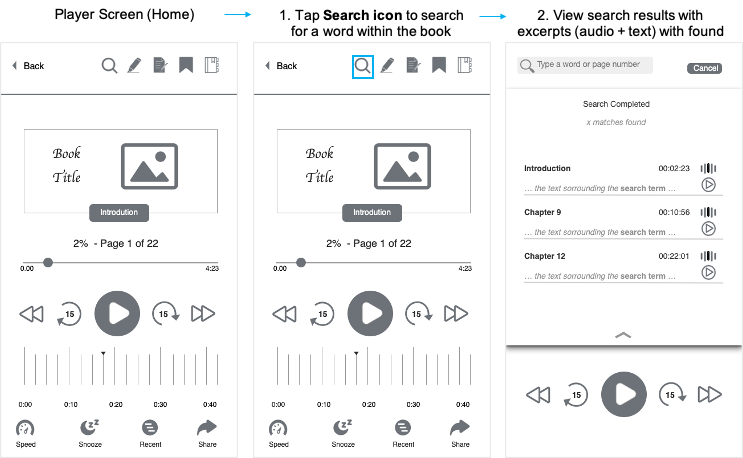 Player Screen (Home)
1. Tap Search icon to search
for a word within the book
2. View search results with
excerpts (audio + text) with found
Back
Book
Title
Introdution
2% - Page 1 of 22
0.00
4:23
15
15
0:00
0:10
0:20
0:30
0:40
Speed
Snooze
Recent
Share
Back
Book
Title
Introdution
2% - Page 1 of 22
0.00
4:23
15
15
0:00
0:10
0:20
0:30
0:40
Speed
Snooze
Recent
Share
Type a word or page number
Cancel
Search Completed
x matches found
Introduction 00:02:23
... the text sorrounding the search term ...
Chapter 9 00:10:56
... the text sorrounding the search term ...
Chapter 12 00:22:01
... the text sorrounding the search term ...
15
15